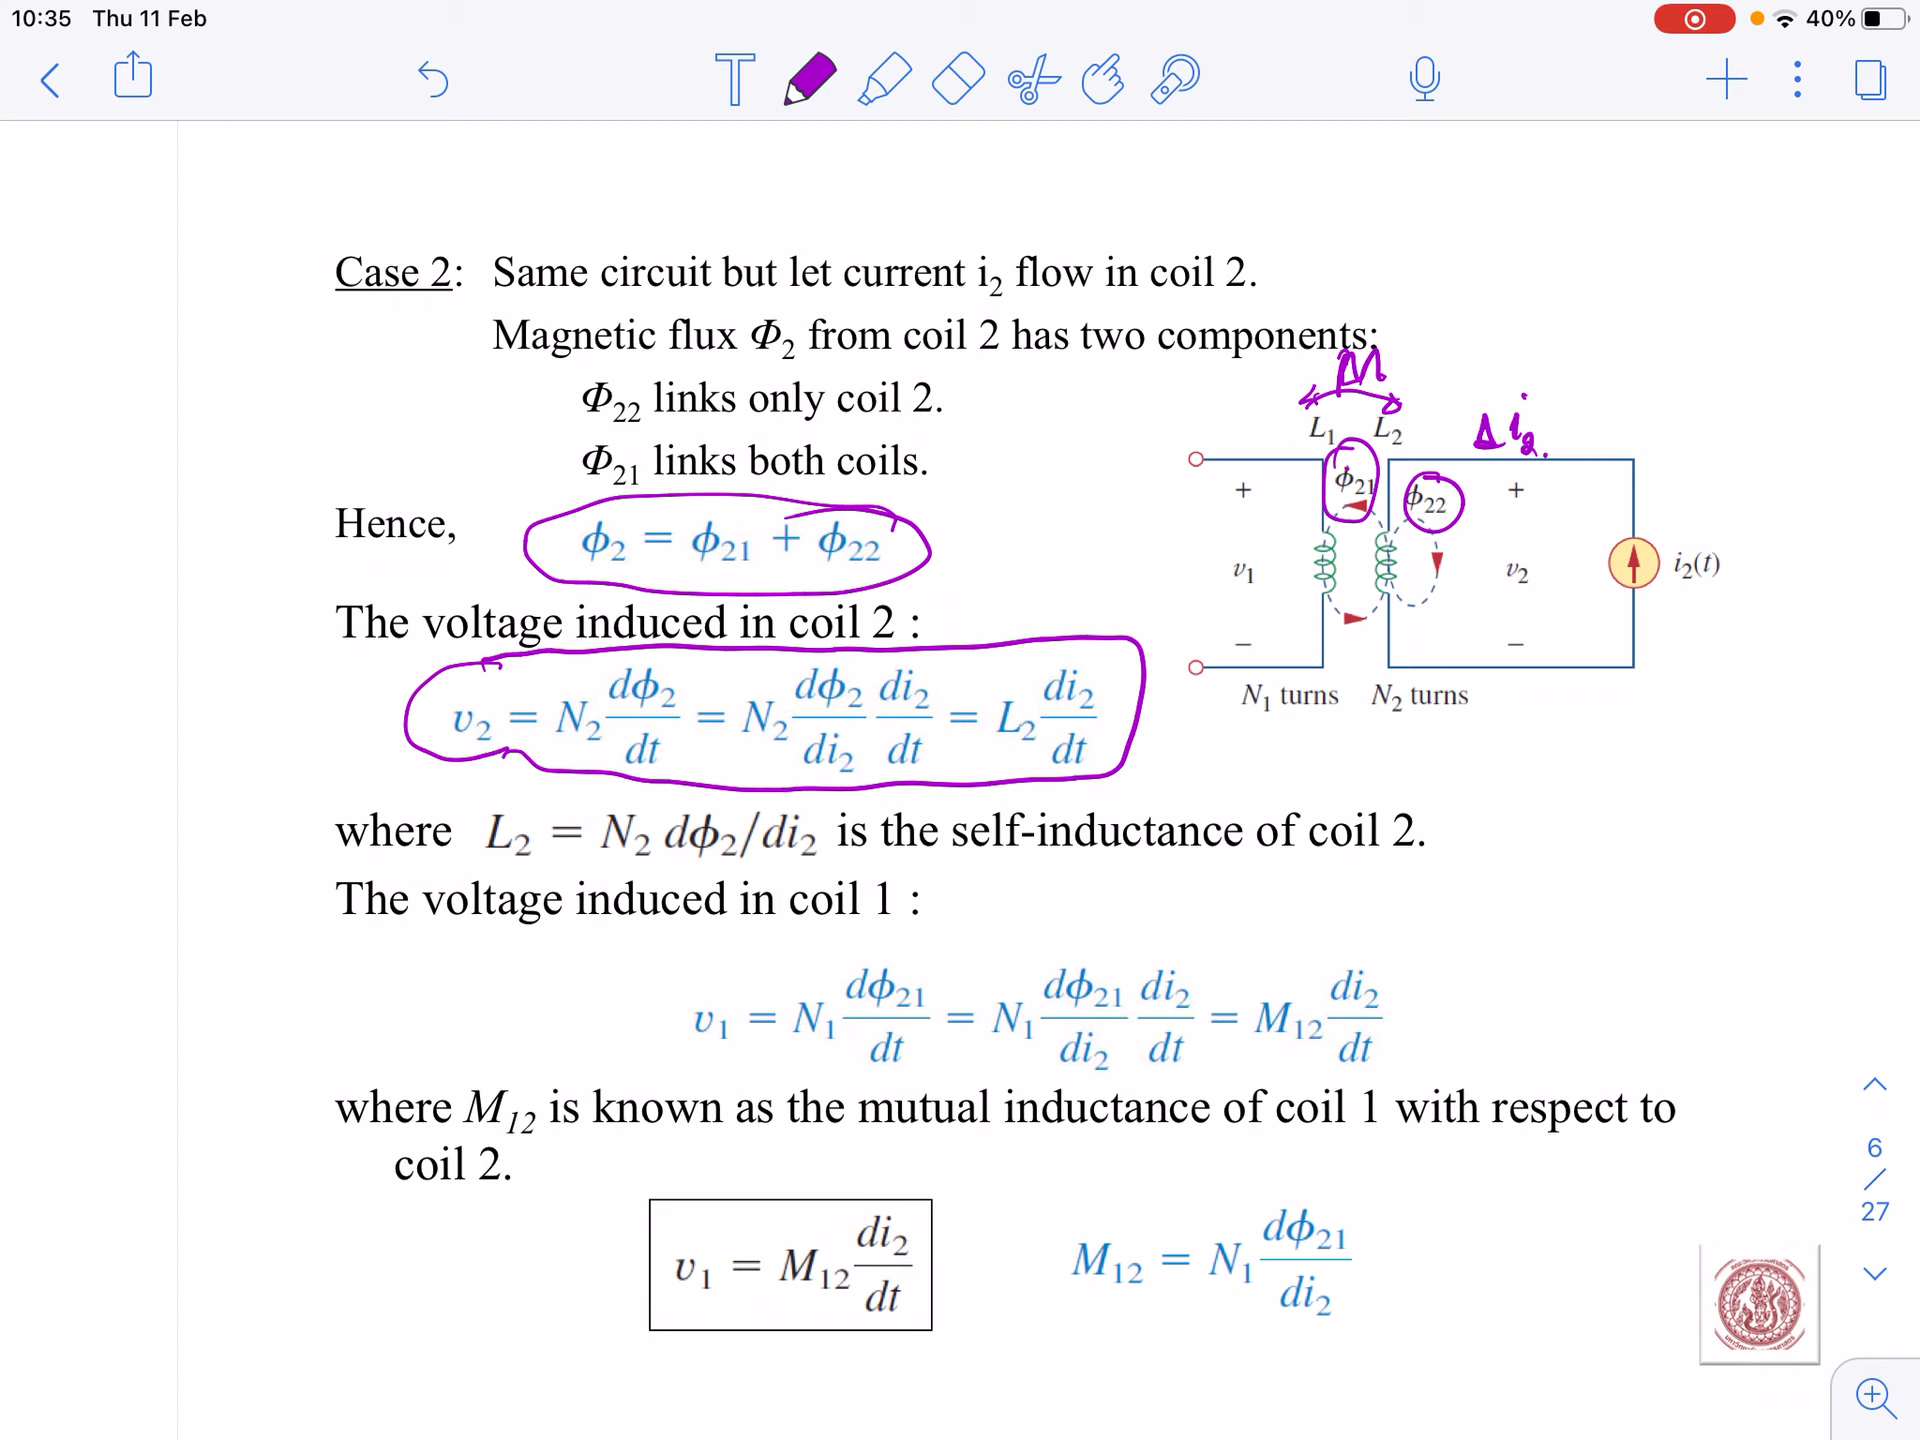 10:35 Thu 11 Feb
40%
Case 2: Same circuit but let current i₂ flow in coil 2.
Magnetic flux Φ₂ from coil 2 has two components:
Φ₂₂ links only coil 2.
Φ₂₁ links both coils.
Hence, ϕ₂ = ϕ₂₁ + ϕ₂₂
M
L₁ L₂ Δi₂.
+ ϕ₂₁ ϕ₂₂ +
v₁ v₂ i₂(t)
− −
N₁ turns N₂ turns
The voltage induced in coil 2 :
v₂ = N₂ dϕ₂/dt = N₂ dϕ₂/di₂ di₂/dt = L₂ di₂/dt
where L₂ = N₂ dϕ₂/di₂ is the self-inductance of coil 2.
The voltage induced in coil 1 :
v₁ = N₁ dϕ₂₁/dt = N₁ dϕ₂₁/di₂ di₂/dt = M₁₂ di₂/dt
where M₁₂ is known as the mutual inductance of coil 1 with respect to
coil 2.
v₁ = M₁₂ di₂/dt M₁₂ = N₁ dϕ₂₁/di₂
6
/
27